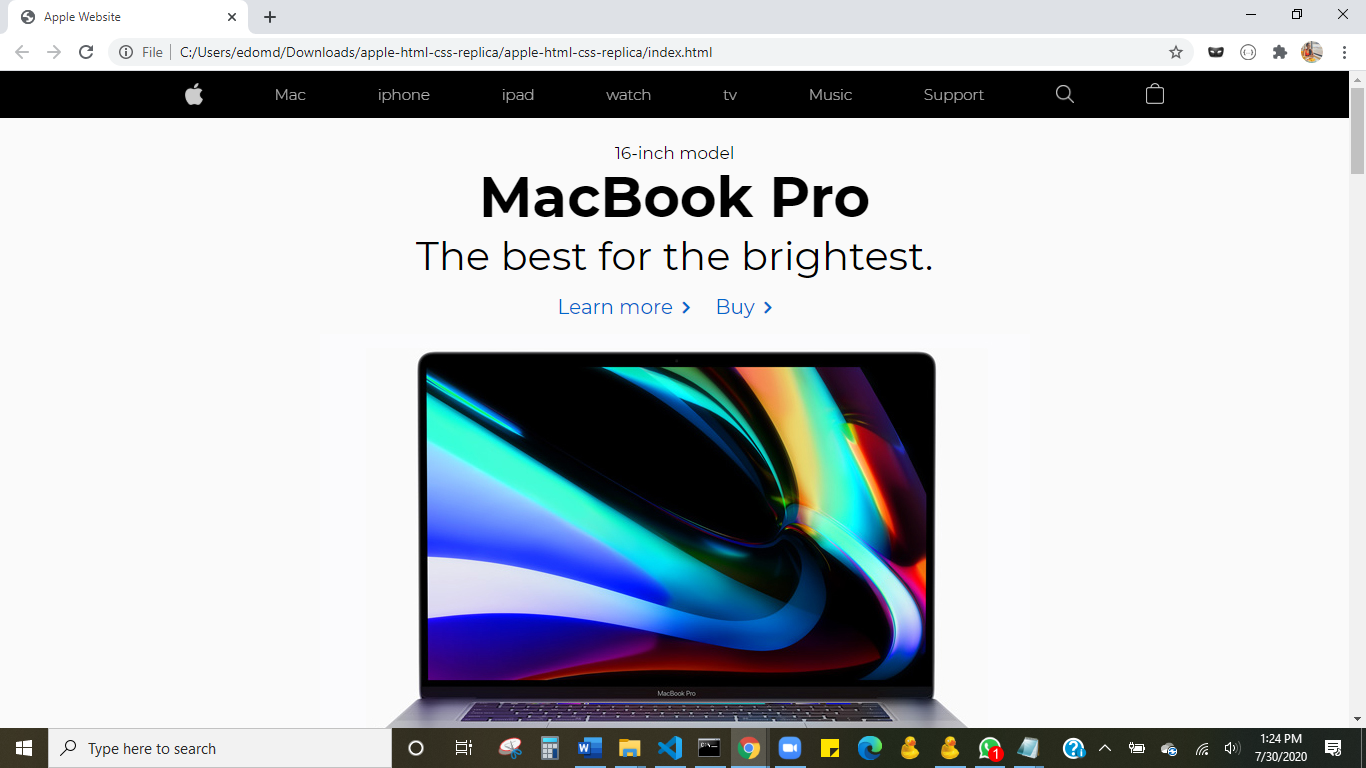 Apple Website
File C:/Users/edomd/Downloads/apple-html-css-replica/apple-html-css-replica/index.html
Mac iphone ipad watch tv Music Support
16-inch model
MacBook Pro
The best for the brightest.
Learn more Buy
MacBook Pro
Type here to search
1
1:24 PM
7/30/2020